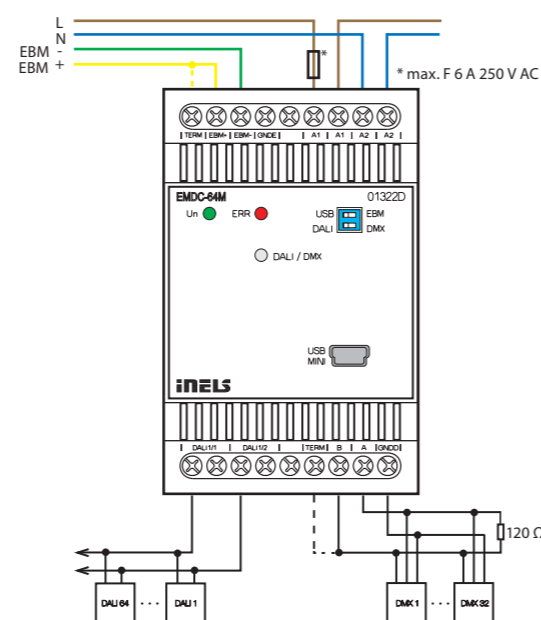 L
N
EBM -
EBM +
*
* max. F 6 A 250 V AC
TERM EBM+ EBM- GNDE A1 A1 A2 A2
EMDC-64M 01322D
Un ERR USB EBM
DALI DMX
DALI / DMX
USB
MINI
iNELS
DALI1/1 DALI1/2 TERM B A GNDD
120 Ω
DALI 64 ... DALI 1 DMX 1 ... DMX 32